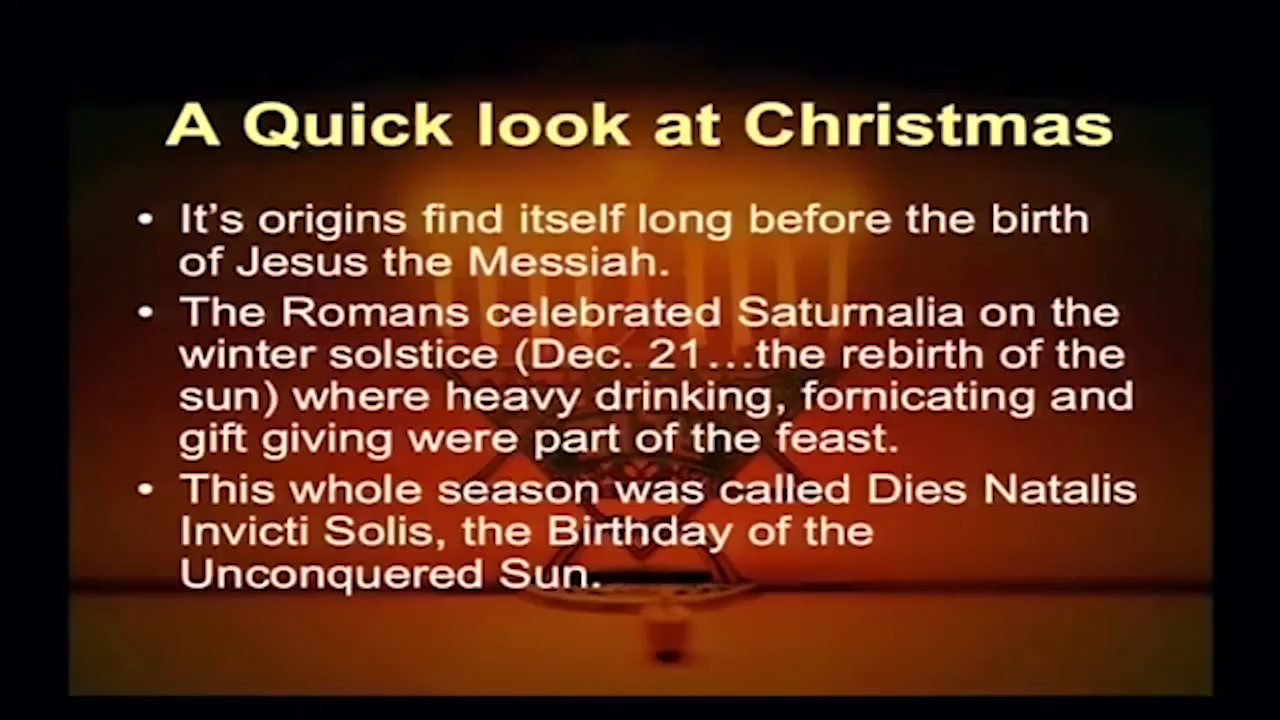 A Quick look at Christmas
• It’s origins find itself long before the birth
of Jesus the Messiah.
• The Romans celebrated Saturnalia on the
winter solstice (Dec. 21…the rebirth of the
sun) where heavy drinking, fornicating and
gift giving were part of the feast.
• This whole season was called Dies Natalis
Invicti Solis, the Birthday of the
Unconquered Sun.